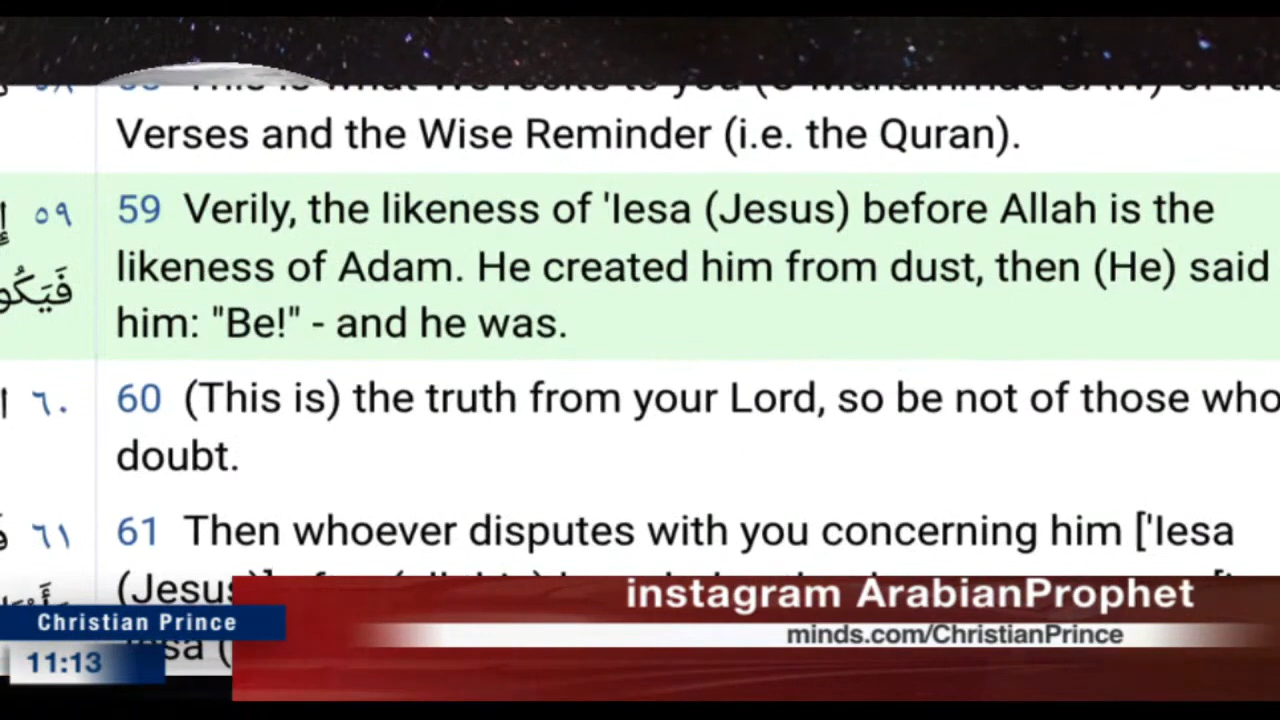 Verses and the Wise Reminder (i.e. the Quran).
٥٩
59 Verily, the likeness of 'Iesa (Jesus) before Allah is the
likeness of Adam. He created him from dust, then (He) said
him: "Be!" - and he was.
٦٠
60 (This is) the truth from your Lord, so be not of those who
doubt.
٦١
61 Then whoever disputes with you concerning him ['Iesa
(Jesus)]
instagram ArabianProphet
minds.com/ChristianPrince
Christian Prince
11:13